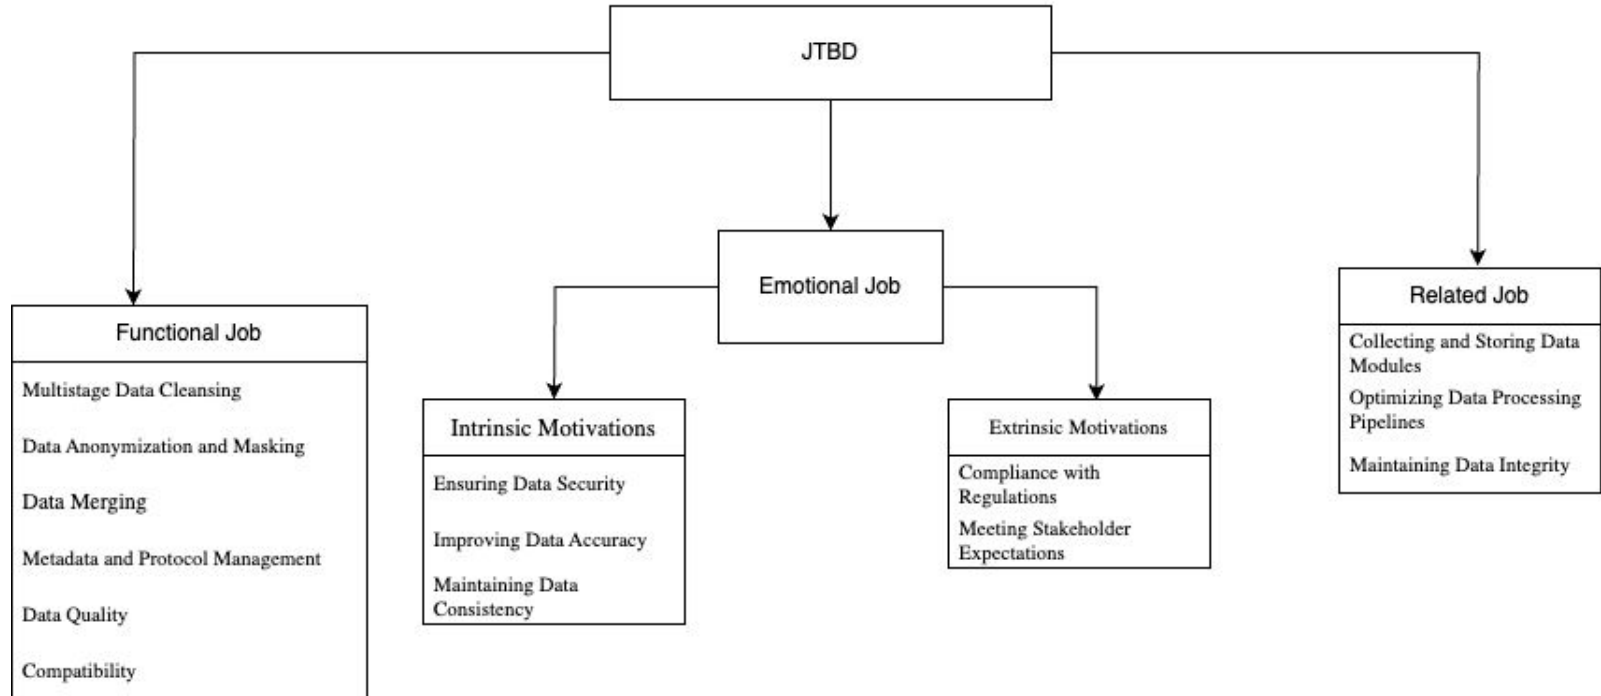 JTBD
Functional Job
Multistage Data Cleansing
Data Anonymization and Masking
Data Merging
Metadata and Protocol Management
Data Quality
Compatibility
Emotional Job
Intrinsic Motivations
Ensuring Data Security
Improving Data Accuracy
Maintaining Data
Consistency
Extrinsic Motivations
Compliance with
Regulations
Meeting Stakeholder
Expectations
Related Job
Collecting and Storing Data
Modules
Optimizing Data Processing
Pipelines
Maintaining Data Integrity